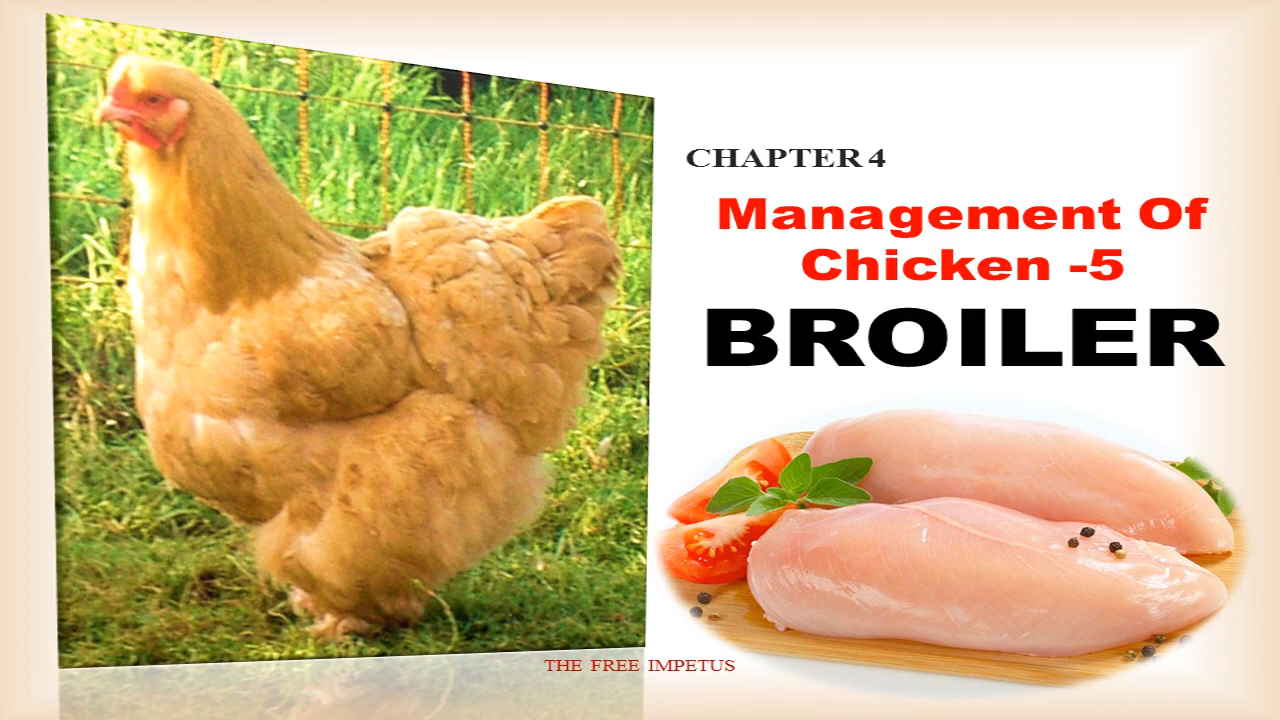 CHAPTER 4
Management Of
Chicken -5
BROILER
THE FREE IMPETUS